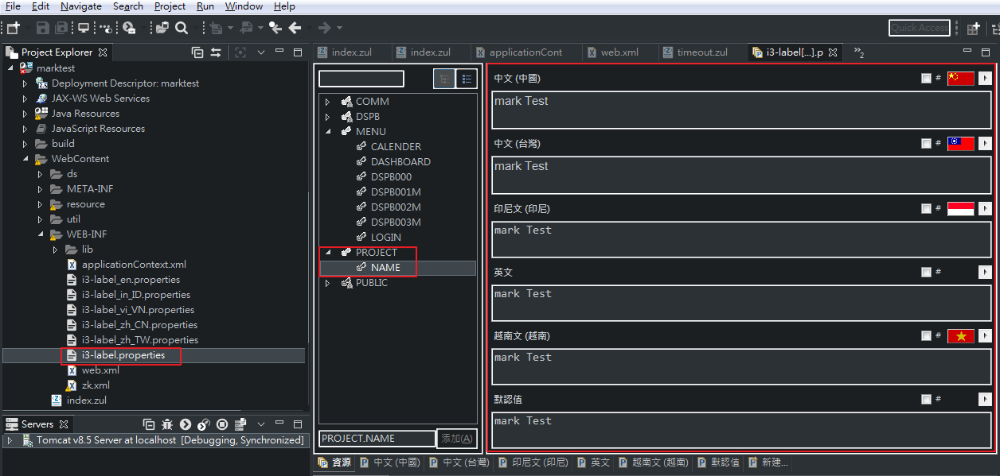 File Edit Navigate Search Project Run Window Help
Quick Access
Project Explorer
marktest
Deployment Descriptor: marktest
JAX-WS Web Services
Java Resources
JavaScript Resources
build
WebContent
ds
META-INF
resource
util
WEB-INF
lib
applicationContext.xml
i3-label_en.properties
i3-label_in_ID.properties
i3-label_vi_VN.properties
i3-label_zh_CN.properties
i3-label_zh_TW.properties
i3-label.properties
web.xml
zk.xml
index.zul
Servers
Tomcat v8.5 Server at localhost [Debugging, Synchronized]
index.zul index.zul applicationCont web.xml timeout.zul i3-label[...].p »2
COMM
DSPB
MENU
CALENDER
DASHBOARD
DSPB000
DSPB001M
DSPB002M
DSPB003M
LOGIN
PROJECT
NAME
PUBLIC
PROJECT.NAME 添加(A)
中文 (中國) #
mark Test
中文 (台灣) #
mark Test
印尼文 (印尼) #
mark Test
英文 #
mark Test
越南文 (越南) #
mark Test
默認值 #
mark Test
資源 中文 (中國) 中文 (台灣) 印尼文 (印尼) 英文 越南文 (越南) 默認值 新建...